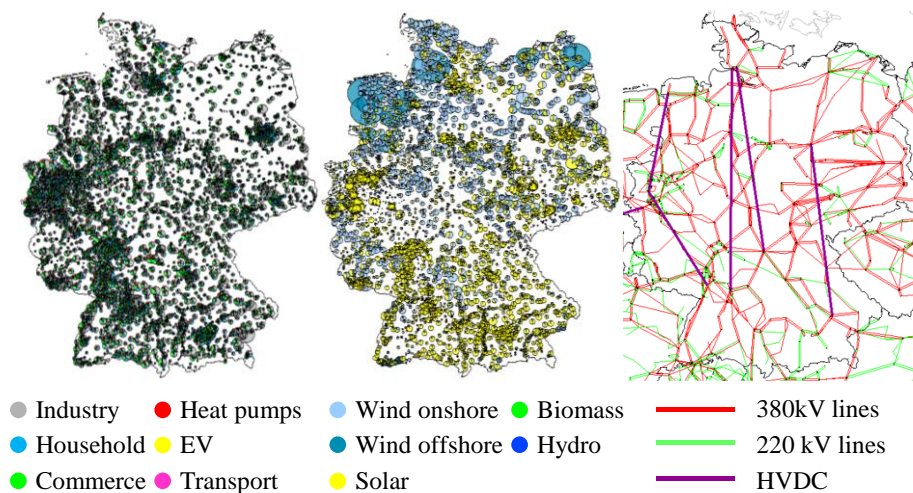 Industry Heat pumps Wind onshore Biomass 380kV lines
Household EV Wind offshore Hydro 220 kV lines
Commerce Transport Solar HVDC